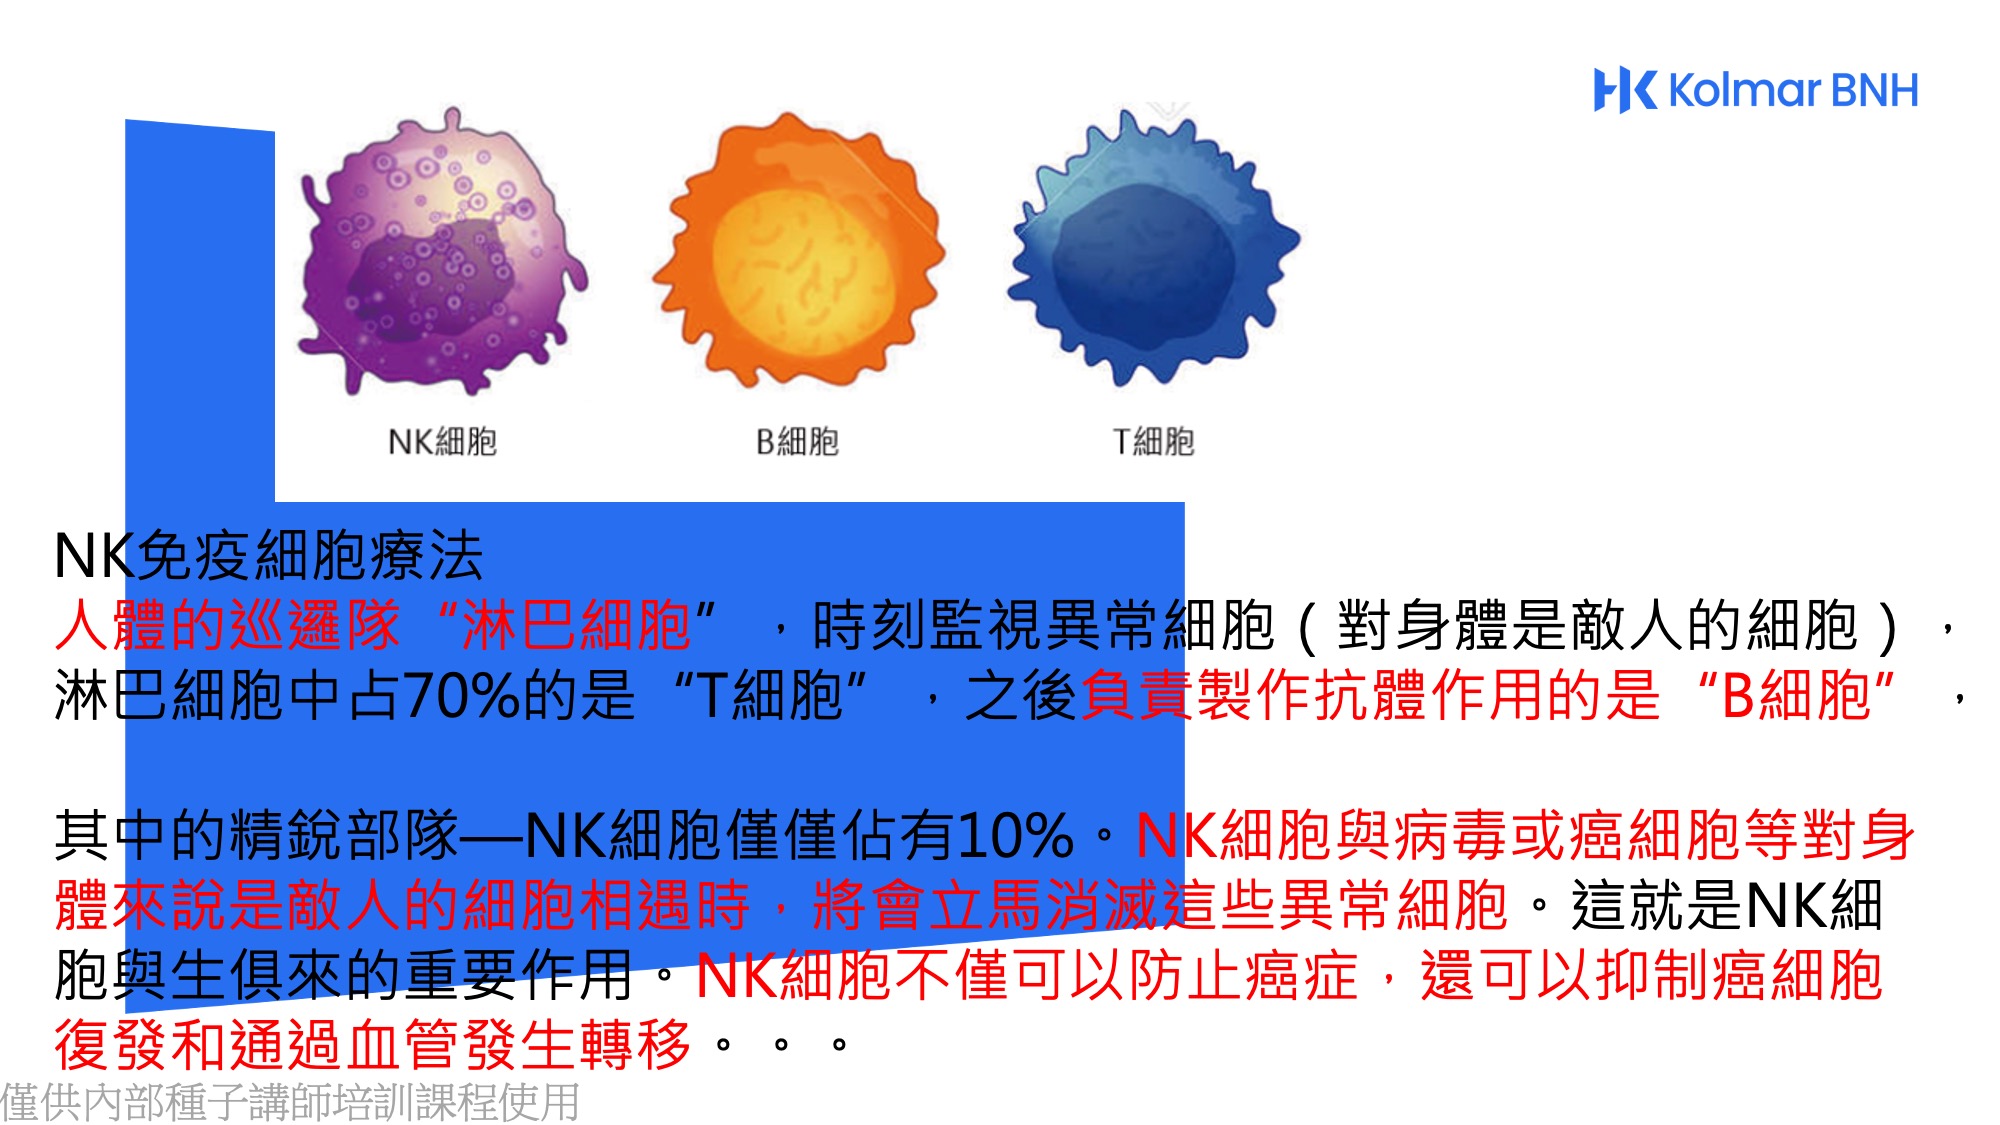 Kolmar BNH
NK細胞
B細胞
T細胞
NK免疫細胞療法
人體的巡邏隊“淋巴細胞”，時刻監視異常細胞（對身體是敵人的細胞），
淋巴細胞中占70%的是“T細胞”，之後負責製作抗體作用的是“B細胞”，
其中的精銳部隊—NK細胞僅僅佔有10%。NK細胞與病毒或癌細胞等對身
體來說是敵人的細胞相遇時，將會立馬消滅這些異常細胞。這就是NK細
胞與生俱來的重要作用。NK細胞不僅可以防止癌症，還可以抑制癌細胞
復發和通過血管發生轉移。。。
僅供內部種子講師培訓課程使用